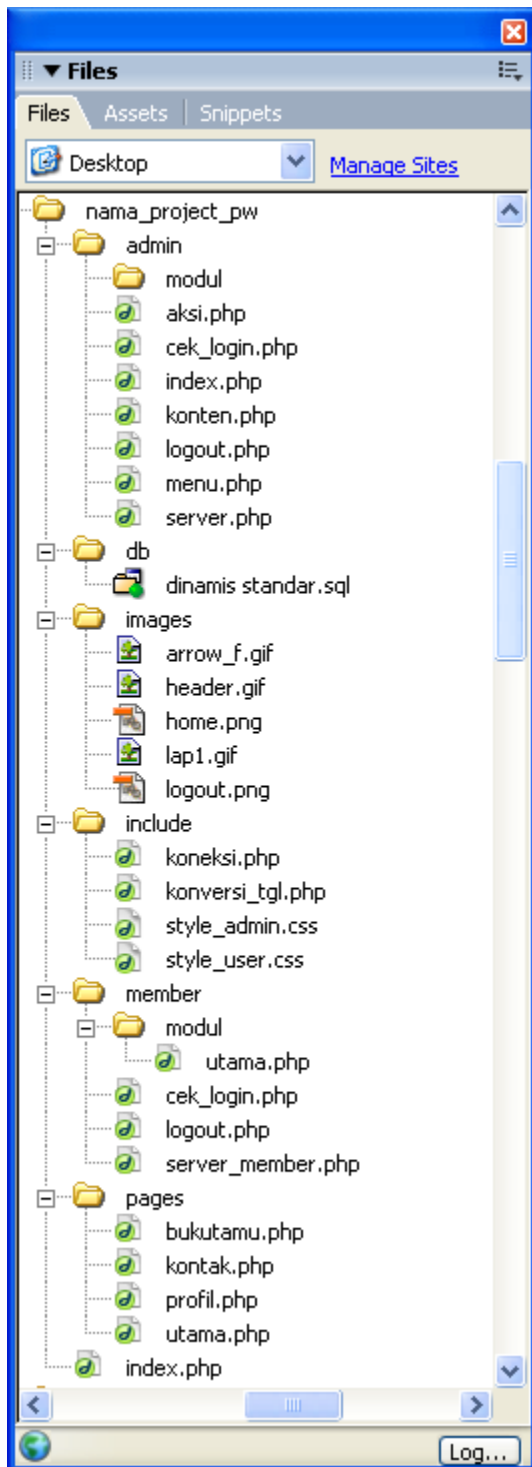 Files
Files Assets Snippets
Desktop Manage Sites
nama_project_pw
admin
modul
aksi.php
cek_login.php
index.php
konten.php
logout.php
menu.php
server.php
db
dinamis standar.sql
images
arrow_f.gif
header.gif
home.png
lap1.gif
logout.png
include
koneksi.php
konversi_tgl.php
style_admin.css
style_user.css
member
modul
utama.php
cek_login.php
logout.php
server_member.php
pages
bukutamu.php
kontak.php
profil.php
utama.php
index.php
Log...